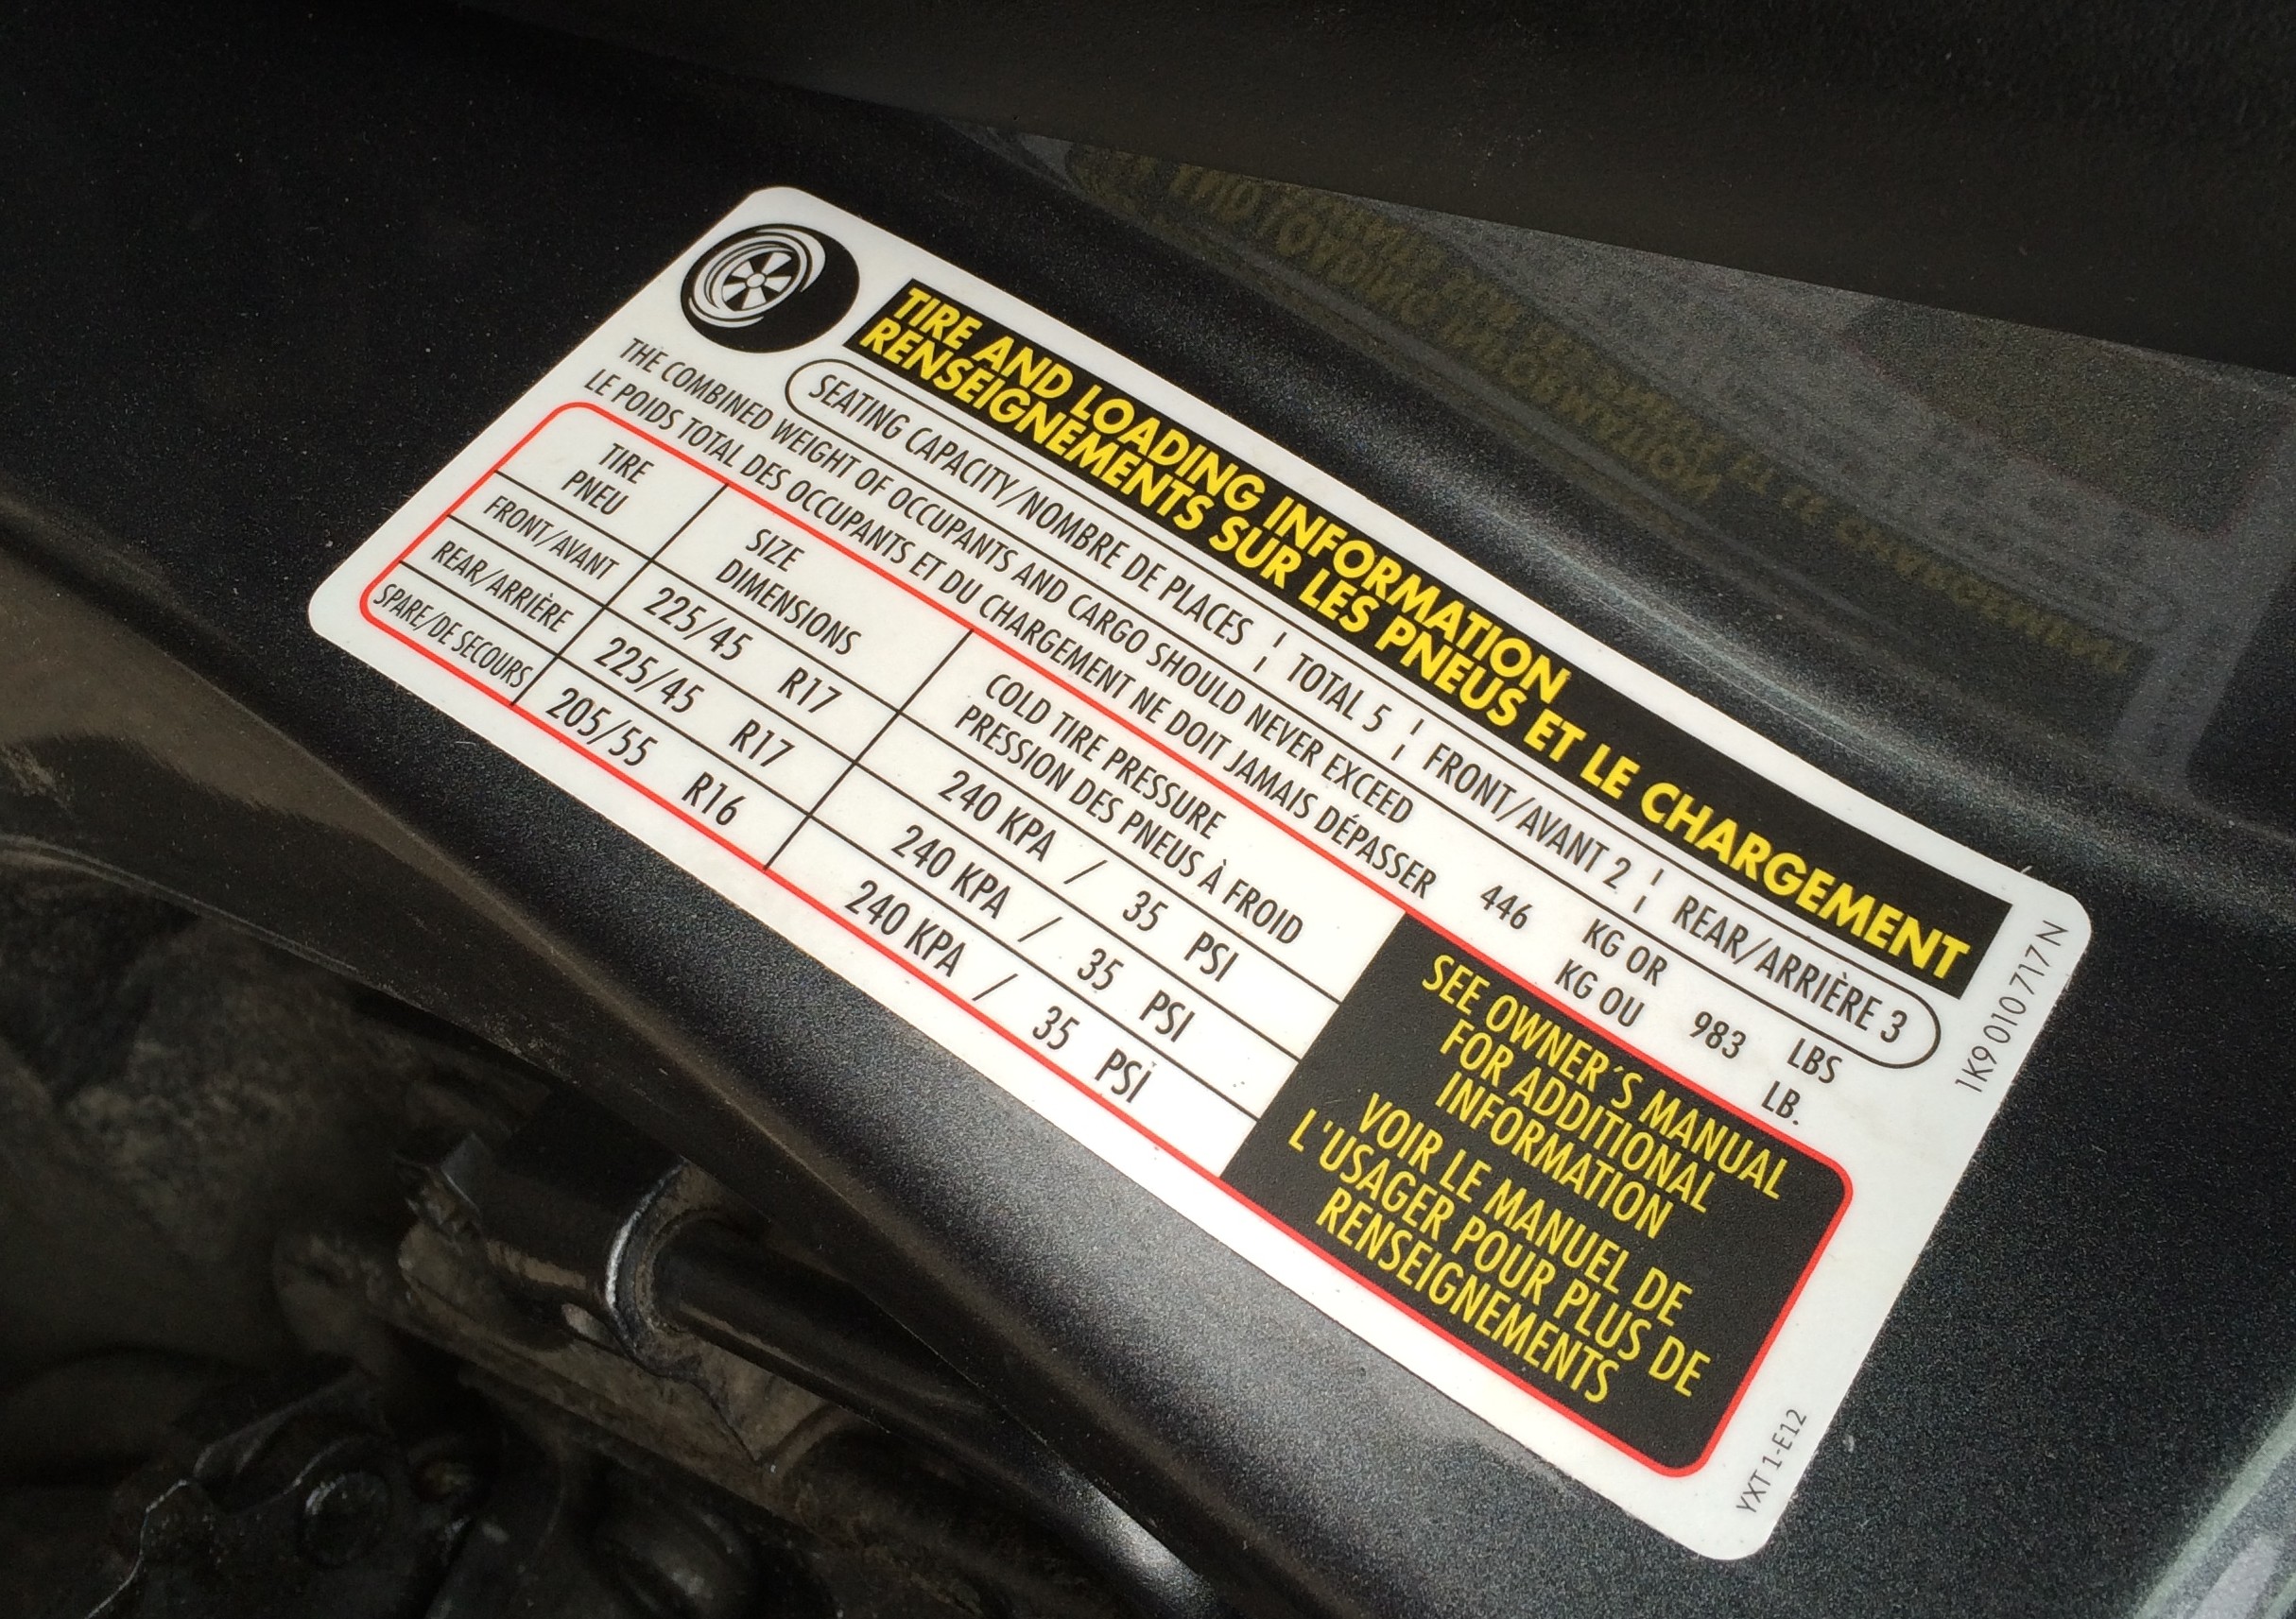 TIRE AND LOADING INFORMATION
RENSEIGNEMENTS SUR LES PNEUS ET LE CHARGEMENT
SEATING CAPACITY/NOMBRE DE PLACES ¦ TOTAL 5 ¦ FRONT/AVANT 2 ¦ REAR/ARRIÈRE 3
THE COMBINED WEIGHT OF OCCUPANTS AND CARGO SHOULD NEVER EXCEED
LE POIDS TOTAL DES OCCUPANTS ET DU CHARGEMENT NE DOIT JAMAIS DÉPASSER
446 KG OR 983 LBS
KG OU LB.
TIRE
PNEU
SIZE
DIMENSIONS
COLD TIRE PRESSURE
PRESSION DES PNEUS À FROID
FRONT/AVANT 225/45 R17 240 KPA / 35 PSI
REAR/ARRIÈRE 225/45 R17 240 KPA / 35 PSI
SPARE/DE SECOURS 205/55 R16 240 KPA / 35 PSI
SEE OWNER'S MANUAL
FOR ADDITIONAL
INFORMATION
VOIR LE MANUEL DE
L'USAGER POUR PLUS DE
RENSEIGNEMENTS
1K9 010 717 N
YXT 1-E12